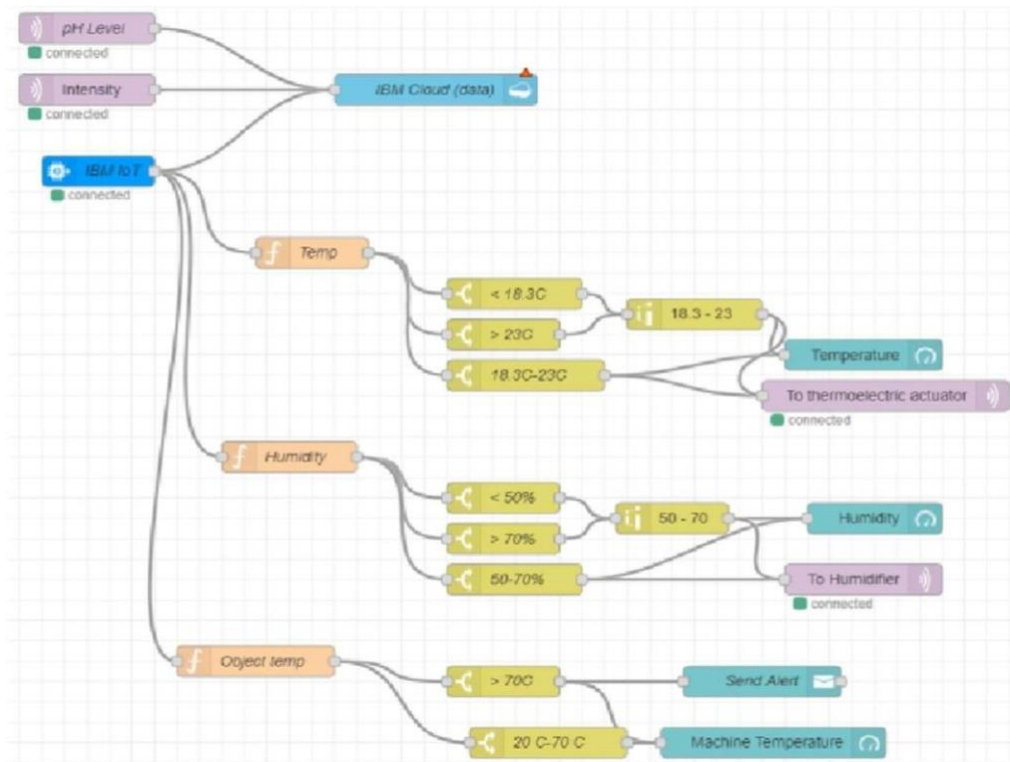 pH Level
connected
Intensity
connected
IBM Cloud (data)
IBM IoT
connected
Temp
< 18.3C
> 23C
18.3C-23C
18.3 - 23
Temperature
To thermoelectric actuator
connected
Humidity
< 50%
> 70%
50-70%
50 - 70
Humidity
To Humidifier
connected
Object temp
> 70C
Send Alert
20 C-70 C
Machine Temperature